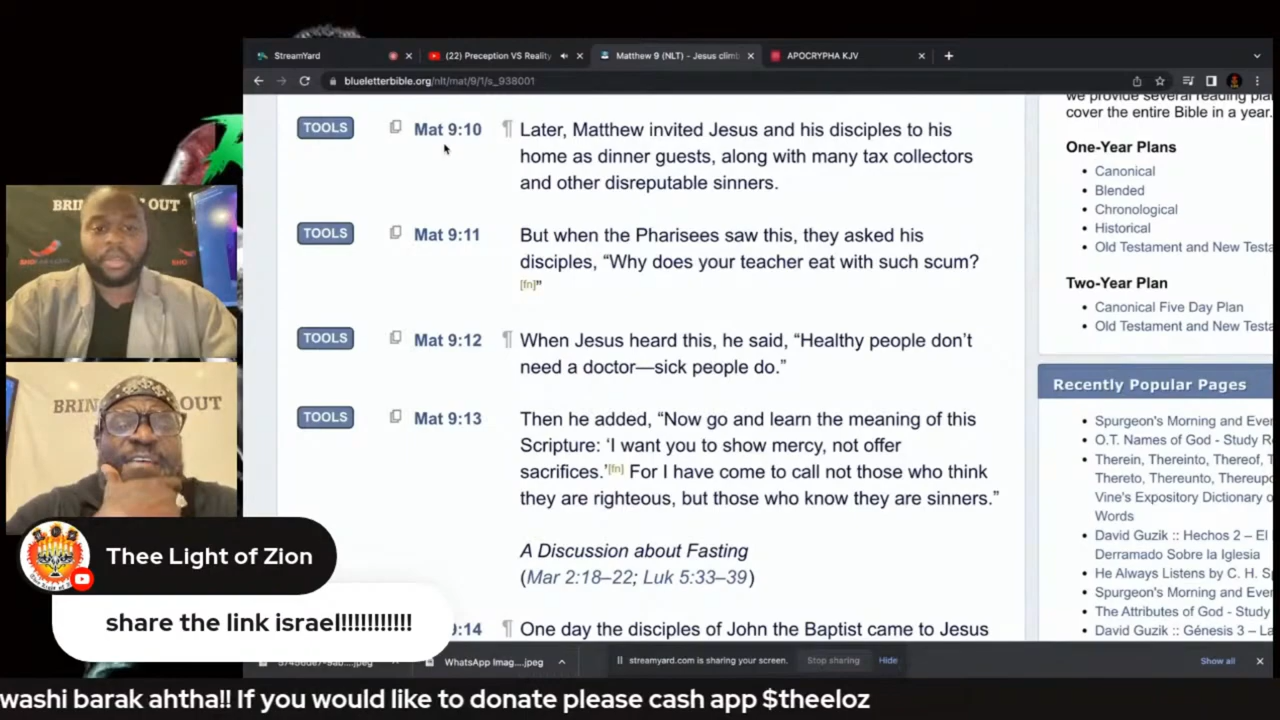 StreamYard
(22) Preception VS Reality
Matthew 9 (NLT) - Jesus climb
APOCRYPHA KJV
blueletterbible.org/nlt/mat/9/1/s_938001
we provide several reading plan
cover the entire Bible in a year.
TOOLS
Mat 9:10
¶ Later, Matthew invited Jesus and his disciples to his
home as dinner guests, along with many tax collectors
and other disreputable sinners.
TOOLS
Mat 9:11
But when the Pharisees saw this, they asked his
disciples, “Why does your teacher eat with such scum?
[fn]”
TOOLS
Mat 9:12
¶ When Jesus heard this, he said, “Healthy people don’t
need a doctor—sick people do.”
TOOLS
Mat 9:13
Then he added, “Now go and learn the meaning of this
Scripture: ‘I want you to show mercy, not offer
sacrifices.’[fn] For I have come to call not those who think
they are righteous, but those who know they are sinners.”
A Discussion about Fasting
(Mar 2:18–22; Luk 5:33–39)
9:14
¶ One day the disciples of John the Baptist came to Jesus
One-Year Plans
• Canonical
• Blended
• Chronological
• Historical
• Old Testament and New Testa
Two-Year Plan
• Canonical Five Day Plan
• Old Testament and New Testa
Recently Popular Pages
• Spurgeon's Morning and Ever
• O.T. Names of God - Study R
• Therein, Thereinto, Thereof, T
Thereto, Thereunto, Thereupo
Vine's Expository Dictionary o
Words
• David Guzik :: Hechos 2 – El
Derramado Sobre la Iglesia
• He Always Listens by C. H. S
• Spurgeon's Morning and Ever
• The Attributes of God - Study
• David Guzik :: Génesis 3 – La
BRIN OUT
BRIN OUT
Thee Light of Zion
share the link israel!!!!!!!!!!!
WhatsApp Imag....jpeg
streamyard.com is sharing your screen.
Stop sharing
Hide
Show all
washi barak ahtha!! If you would like to donate please cash app $theeloz